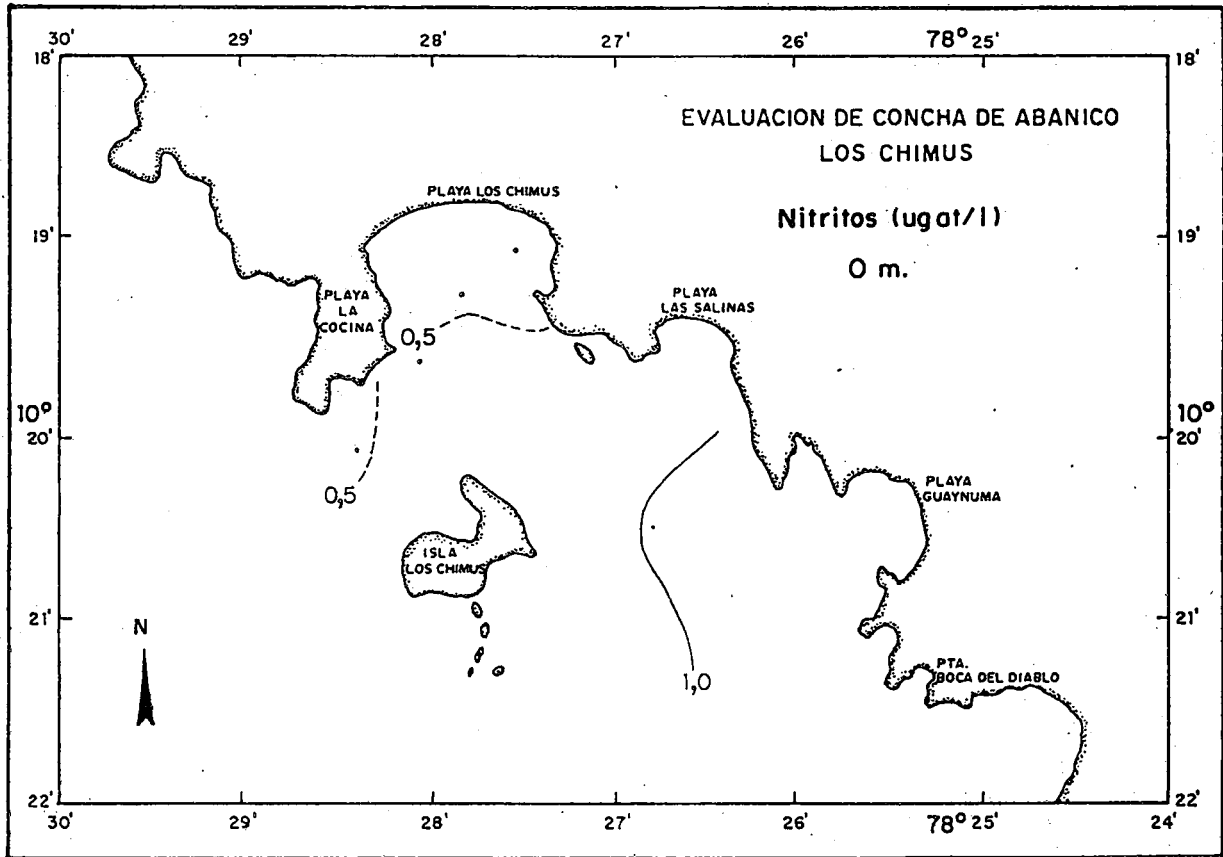 30' 29' 28' 27' 26' 78° 25'
18' 18'
EVALUACION DE CONCHA DE ABANICO
LOS CHIMUS
PLAYA LOS CHIMUS
Nitritos (ug at/l)
19' 19'
0 m.
PLAYA
LA
COCINA
PLAYA
LAS SALINAS
0,5
10° 10°
20' 20'
PLAYA
GUAYNUMA
0,5
ISLA
LOS CHIMUS
21' 21'
N
PTA.
BOCA DEL DIABLO
1,0
22' 22'
30' 29' 28' 27' 26' 78° 25' 24'